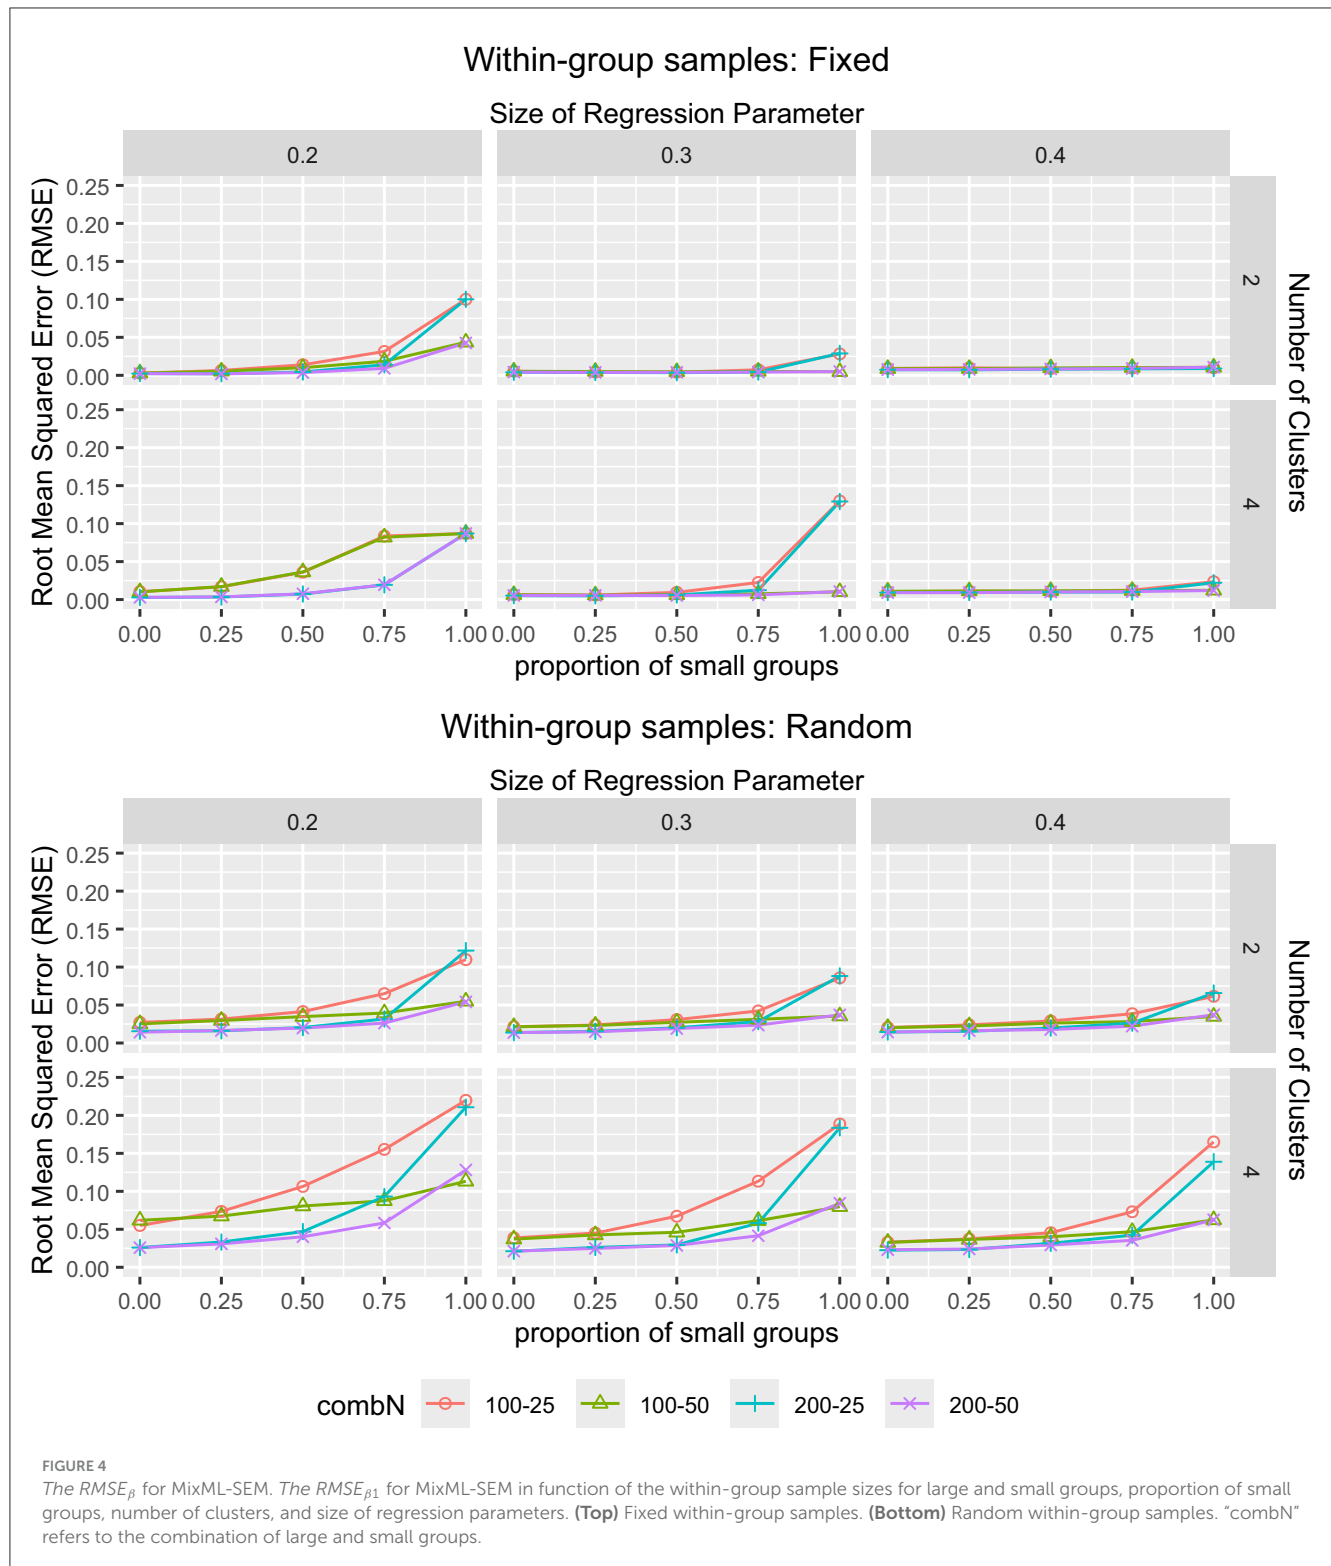 Within-group samples: Fixed
Size of Regression Parameter
0.2 0.3 0.4
Root Mean Squared Error (RMSE)
0.25
0.20
0.15
0.10
0.05
0.00
2
0.25
0.20
0.15
0.10
0.05
0.00
4
Number of Clusters
0.00 0.25 0.50 0.75 1.00 0.00 0.25 0.50 0.75 1.00 0.00 0.25 0.50 0.75 1.00
proportion of small groups
Within-group samples: Random
Size of Regression Parameter
0.2 0.3 0.4
Root Mean Squared Error (RMSE)
0.25
0.20
0.15
0.10
0.05
0.00
2
0.25
0.20
0.15
0.10
0.05
0.00
4
Number of Clusters
0.00 0.25 0.50 0.75 1.00 0.00 0.25 0.50 0.75 1.00 0.00 0.25 0.50 0.75 1.00
proportion of small groups
combN 100-25 100-50 200-25 200-50
FIGURE 4
The RMSEβ for MixML-SEM. The RMSEβ1 for MixML-SEM in function of the within-group sample sizes for large and small groups, proportion of small
groups, number of clusters, and size of regression parameters. (Top) Fixed within-group samples. (Bottom) Random within-group samples. "combN"
refers to the combination of large and small groups.